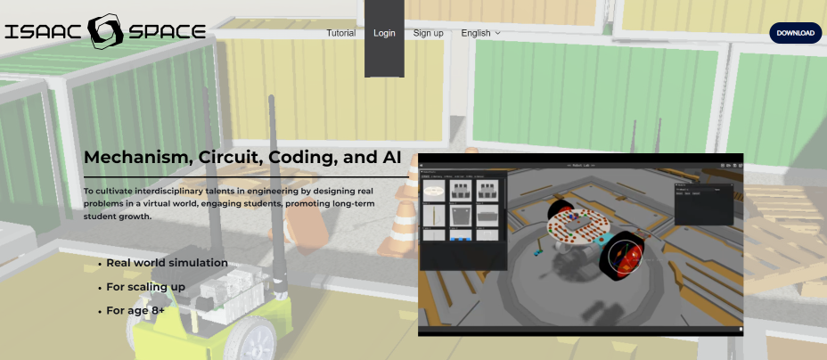 ISAAC SPACE
Tutorial Login Sign up English
DOWNLOAD
Mechanism, Circuit, Coding, and AI
To cultivate interdisciplinary talents in engineering by designing real
problems in a virtual world, engaging students, promoting long-term
student growth.
• Real world simulation
• For scaling up
• For age 8+